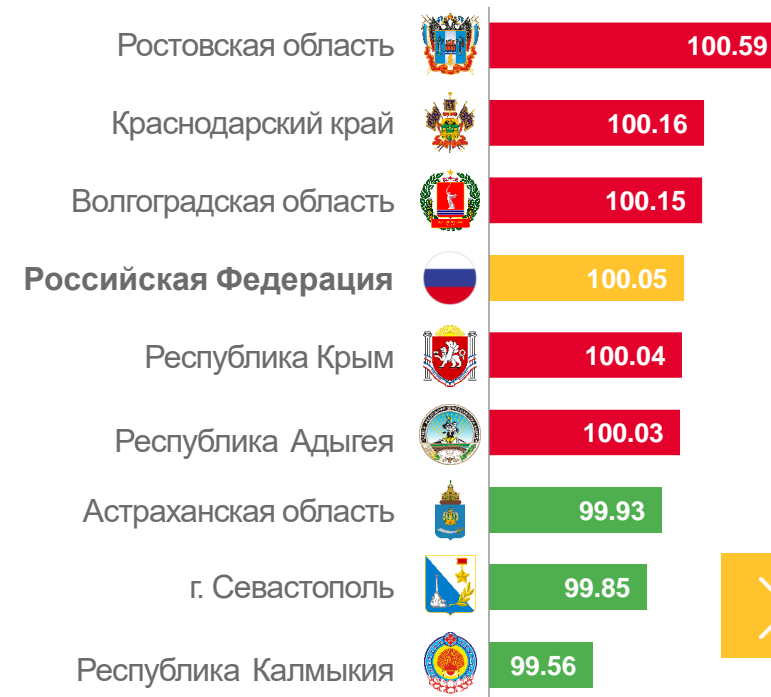 Ростовская область 100.59
Краснодарский край 100.16
Волгоградская область 100.15
Российская Федерация 100.05
Республика Крым 100.04
Республика Адыгея 100.03
Астраханская область 99.93
г. Севастополь 99.85
Республика Калмыкия 99.56